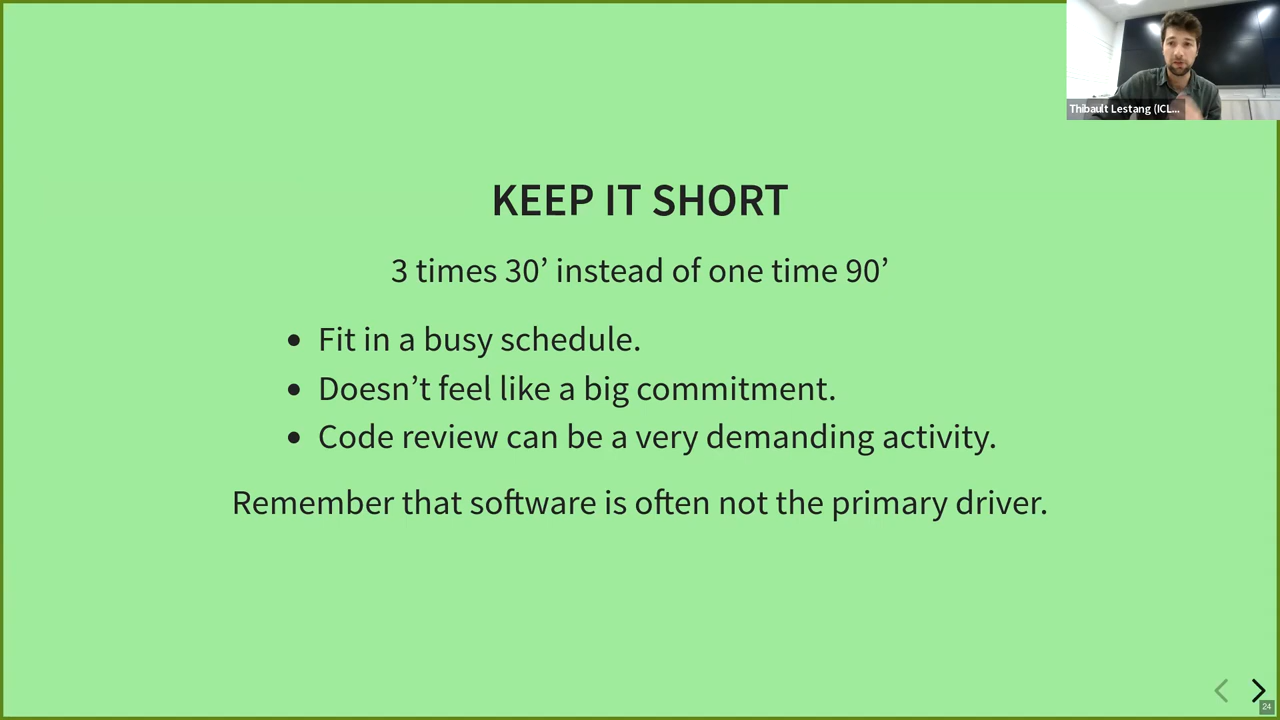 Thibault Lestang (ICL...
KEEP IT SHORT
3 times 30’ instead of one time 90’
• Fit in a busy schedule.
• Doesn’t feel like a big commitment.
• Code review can be a very demanding activity.
Remember that software is often not the primary driver.
24